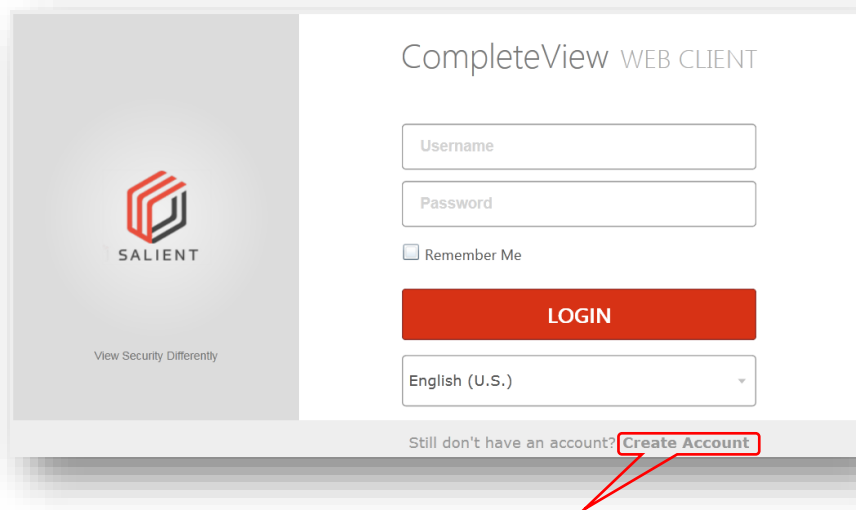 CompleteView WEB CLIENT
Username
Password
SALIENT
Remember Me
LOGIN
View Security Differently
English (U.S.)
Still don't have an account? Create Account